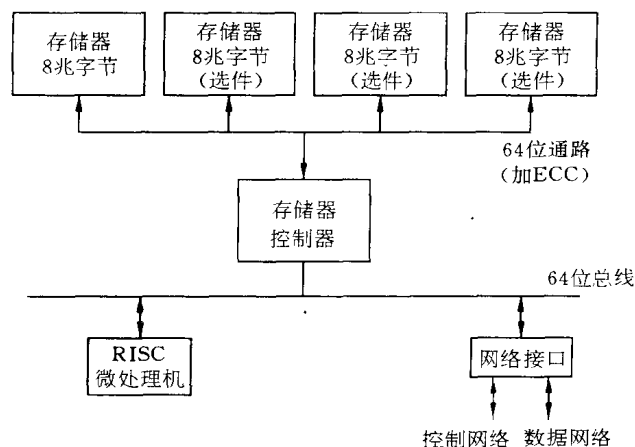 存储器
8兆字节
存储器
8兆字节
(选件)
存储器
8兆字节
(选件)
存储器
8兆字节
(选件)
64位通路
(加ECC)
存储器
控制器
64位总线
RISC
微处理机
网络接口
控制网络
数据网络